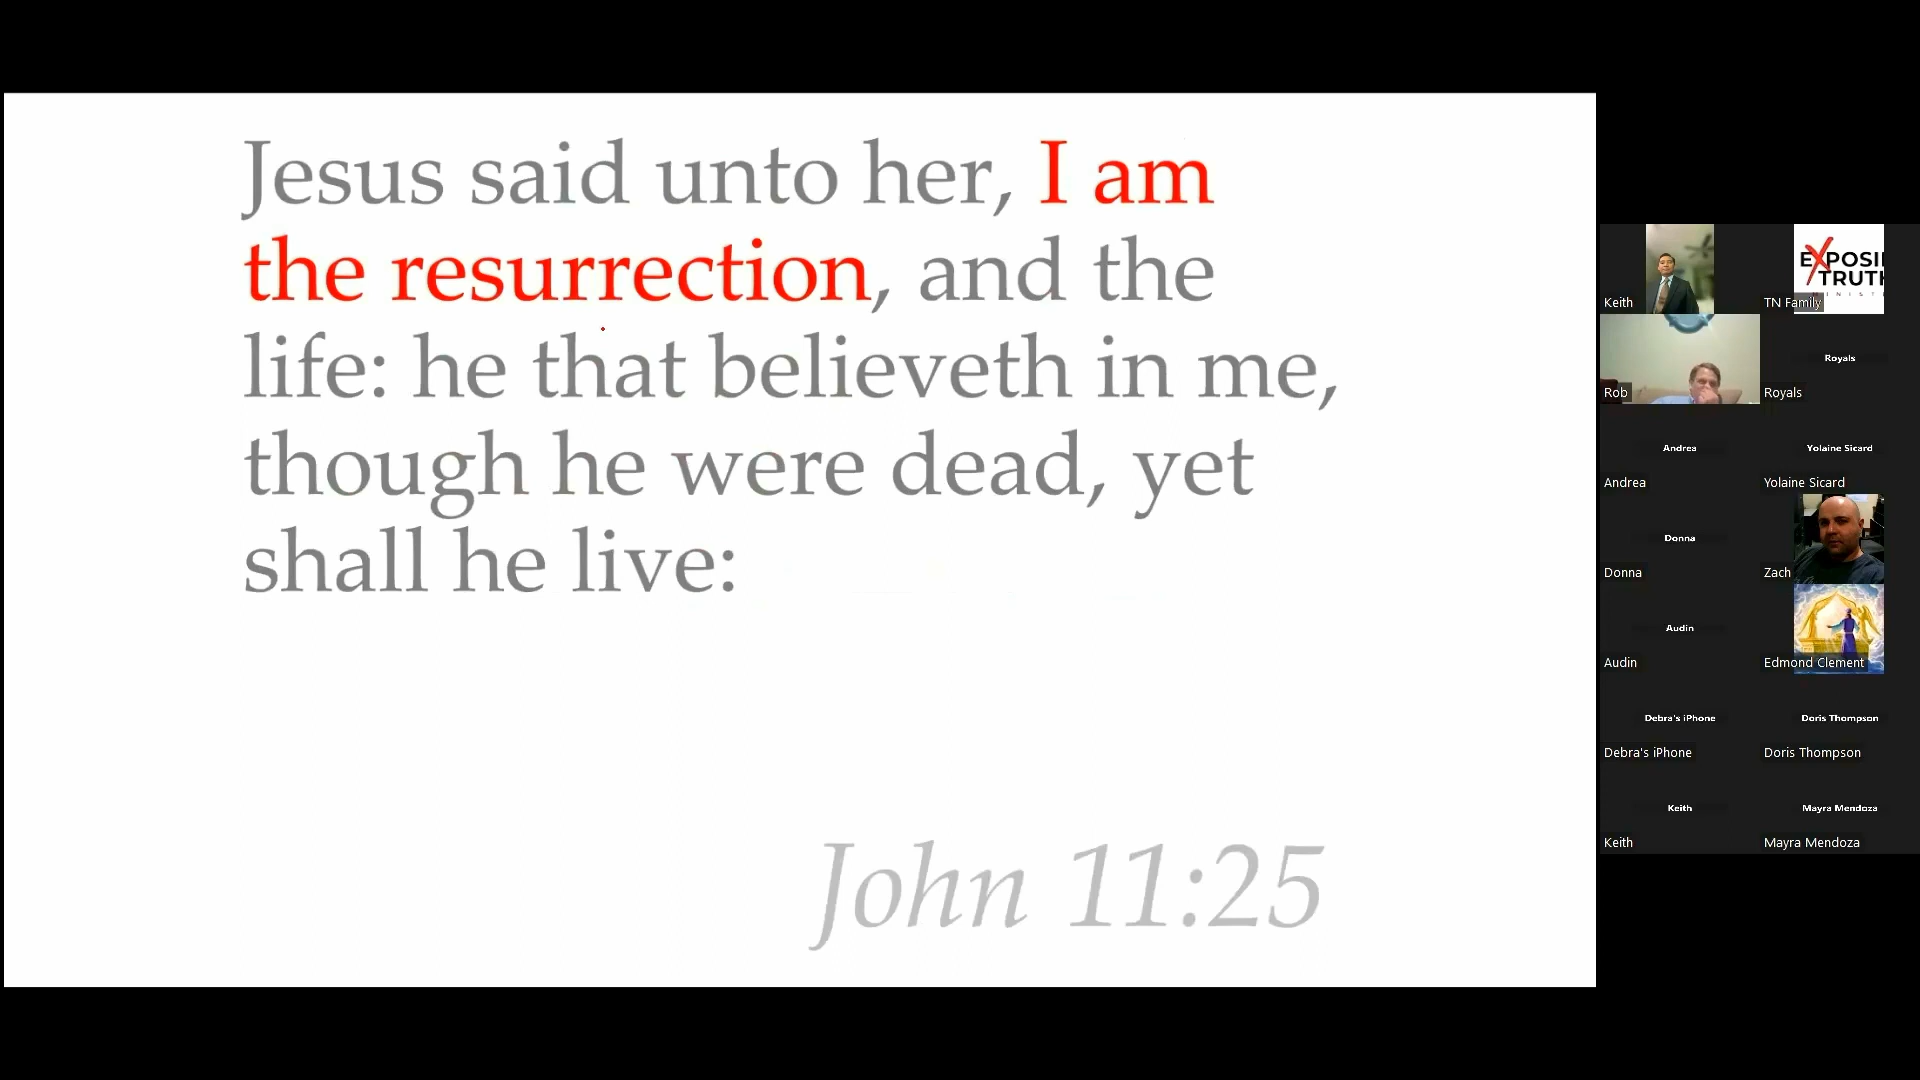 Jesus said unto her, I am
the resurrection, and the
life: he that believeth in me,
though he were dead, yet
shall he live:
John 11:25
Keith
EXPOSI
TRUTH
TN Family
Rob
Royals
Royals
Andrea
Andrea
Yolaine Sicard
Yolaine Sicard
Donna
Donna
Zach
Audin
Audin
Edmond Clement
Debra's iPhone
Debra's iPhone
Doris Thompson
Doris Thompson
Keith
Keith
Mayra Mendoza
Mayra Mendoza